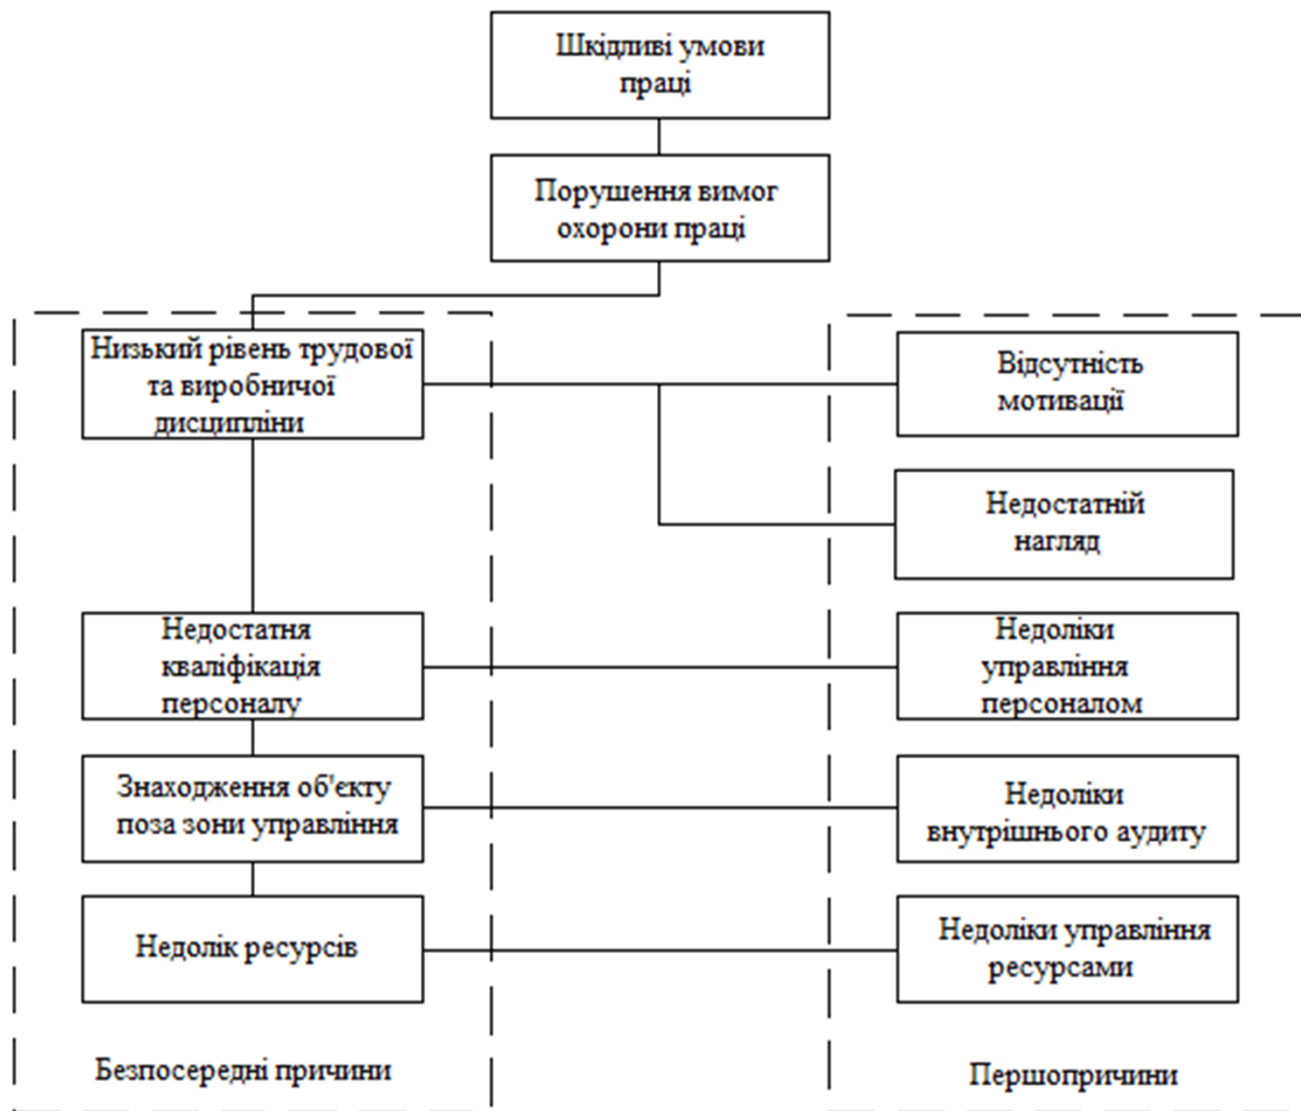 Шкідливі умови
праці
Порушення вимог
охорони праці
Низький рівень трудової
та виробничої
дисципліни
Відсутність
мотивації
Недостатній
нагляд
Недостатня
кваліфікація
персоналу
Недоліки
управління
персоналом
Знаходження об'єкту
поза зони управління
Недоліки
внутрішнього аудиту
Недолік ресурсів
Недоліки управління
ресурсами
Безпосередні причини
Першопричини